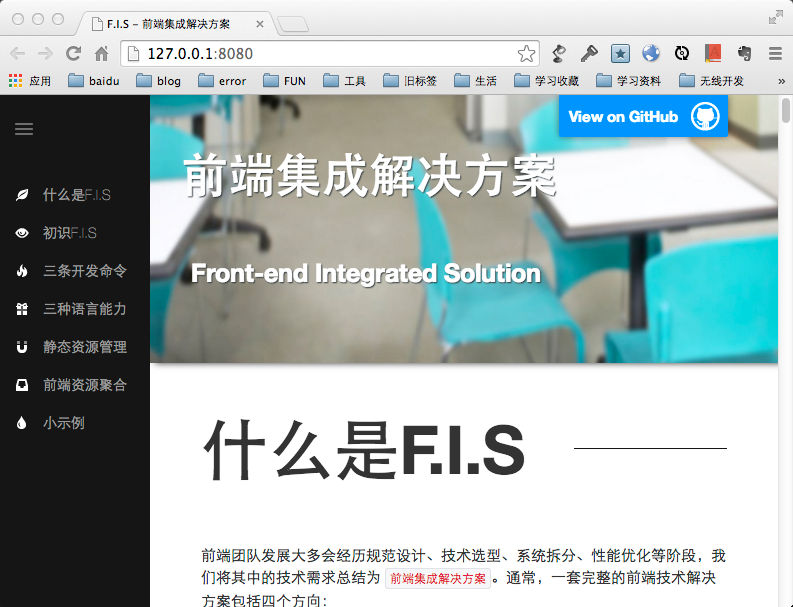 F.I.S – 前端集成解决方案
127.0.0.1:8080
应用 baidu blog error FUN 工具 旧标签 生活 学习收藏 学习资料 无线开发 »
View on GitHub
前端集成解决方案
Front-end Integrated Solution
什么是F.I.S
初识F.I.S
三条开发命令
三种语言能力
静态资源管理
前端资源聚合
小示例
什么是F.I.S
前端团队发展大多会经历规范设计、技术选型、系统拆分、性能优化等阶段，我
们将其中的技术需求总结为 前端集成解决方案 。通常，一套完整的前端技术解决
方案包括四个方向：